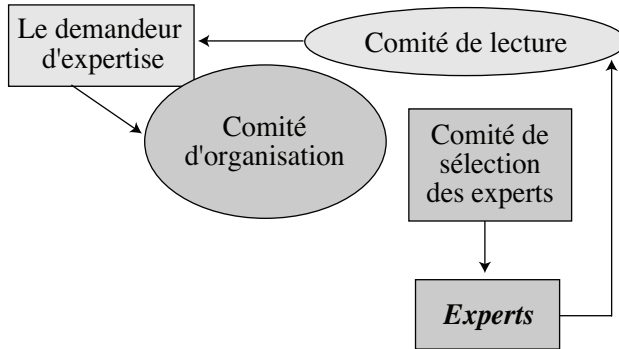 Le demandeur
d'expertise
Comité de lecture
Comité
d'organisation
Comité de
sélection
des experts
Experts